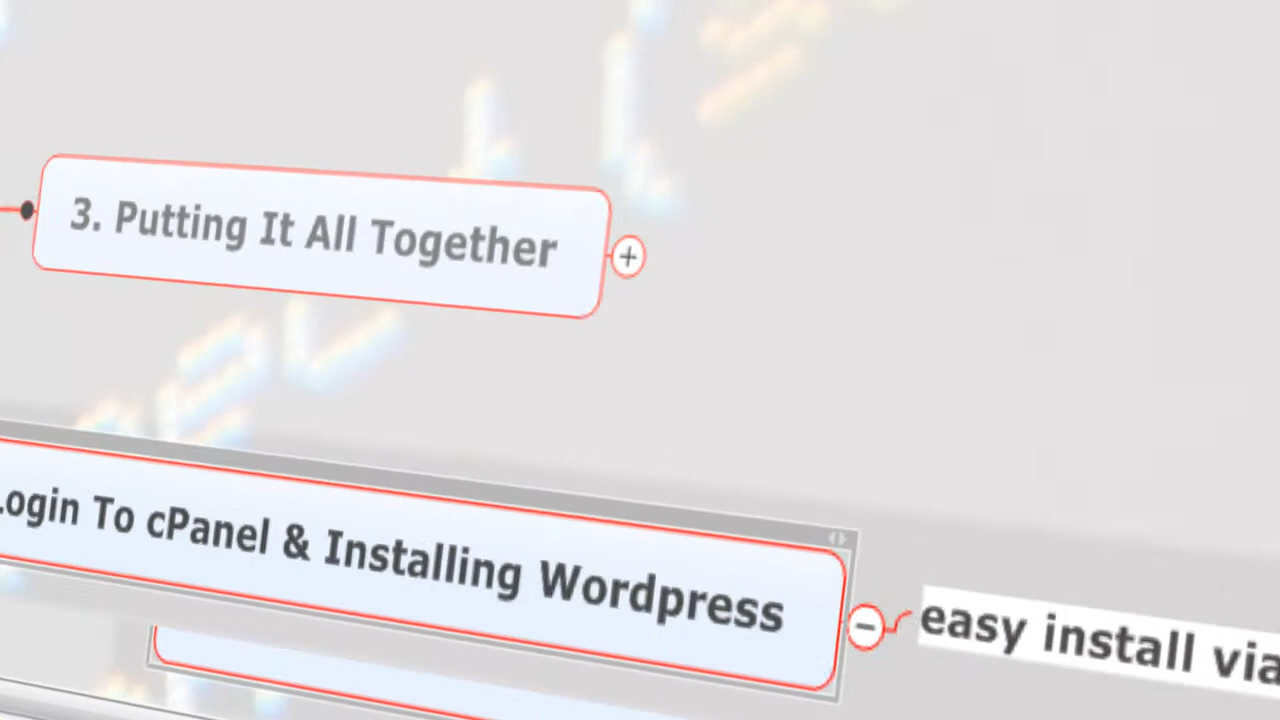 3. Putting It All Together
Login To cPanel & Installing Wordpress
easy install via